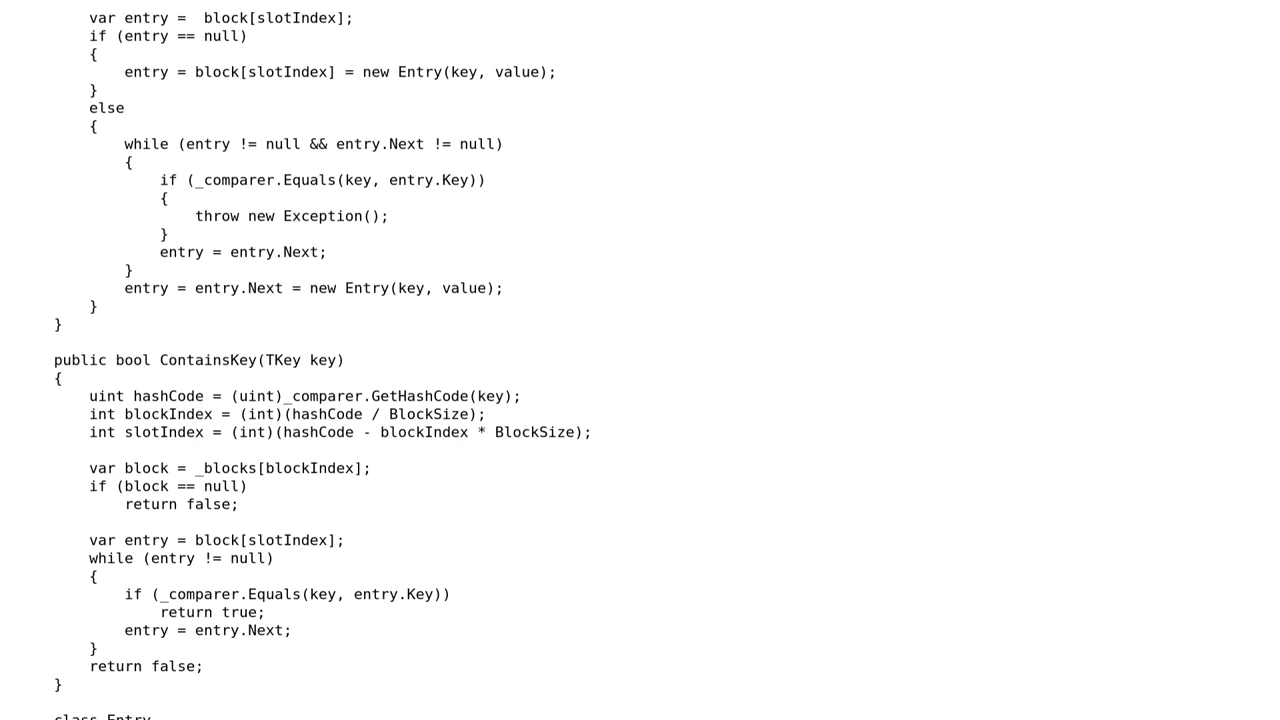 var entry =  block[slotIndex];
if (entry == null)
{
entry = block[slotIndex] = new Entry(key, value);
}
else
{
while (entry != null && entry.Next != null)
{
if (_comparer.Equals(key, entry.Key))
{
throw new Exception();
}
entry = entry.Next;
}
entry = entry.Next = new Entry(key, value);
}
}
public bool ContainsKey(TKey key)
{
uint hashCode = (uint)_comparer.GetHashCode(key);
int blockIndex = (int)(hashCode / BlockSize);
int slotIndex = (int)(hashCode - blockIndex * BlockSize);
var block = _blocks[blockIndex];
if (block == null)
return false;
var entry = block[slotIndex];
while (entry != null)
{
if (_comparer.Equals(key, entry.Key))
return true;
entry = entry.Next;
}
return false;
}
class Entry